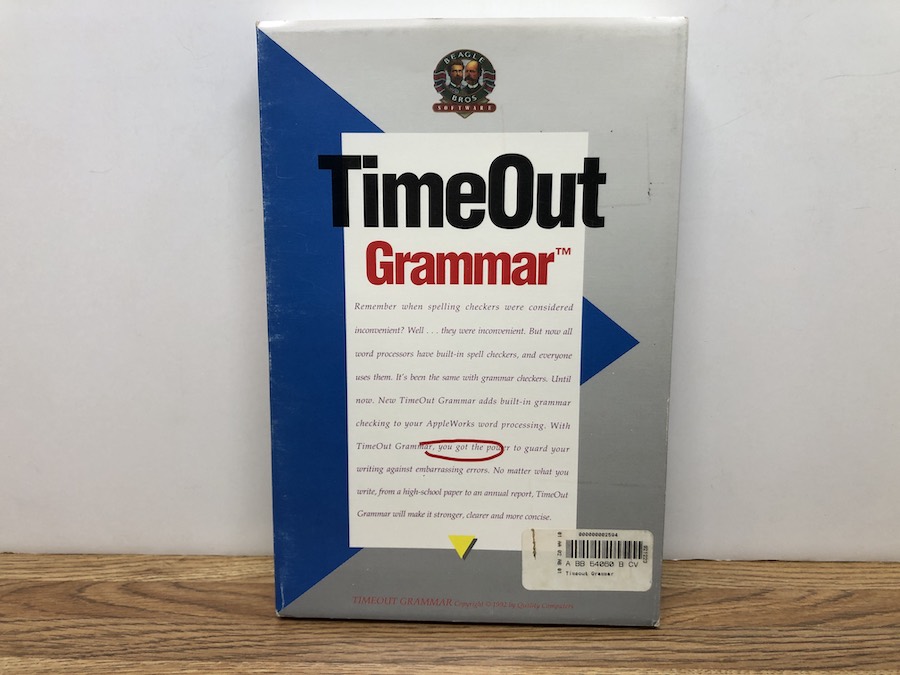 BEAGLE
BROS
SOFTWARE
TimeOut
Grammar™
Remember when spelling checkers were considered
inconvenient? Well . . . they were inconvenient. But now all
word processors have built-in spell checkers, and everyone
uses them. It's been the same with grammar checkers. Until
now. New TimeOut Grammar adds built-in grammar
checking to your AppleWorks word processing. With
TimeOut Grammar, you got the power to guard your
writing against embarrassing errors. No matter what you
write, from a high-school paper to an annual report, TimeOut
Grammar will make it stronger, clearer and more concise.
A BB 54050 B CV
Timeout Grammar
TIMEOUT GRAMMAR Copyright © by Quality Computers